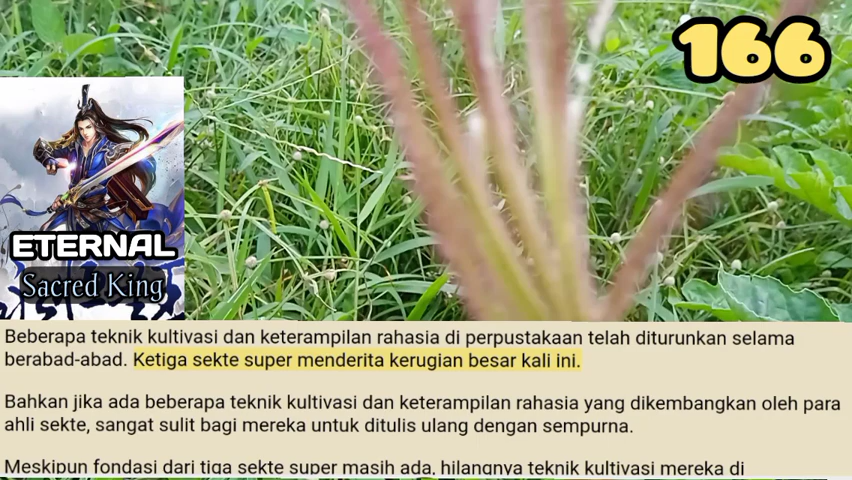 166
ETERNAL
Sacred King
Beberapa teknik kultivasi dan keterampilan rahasia di perpustakaan telah diturunkan selama
berabad-abad. Ketiga sekte super menderita kerugian besar kali ini.
Bahkan jika ada beberapa teknik kultivasi dan keterampilan rahasia yang dikembangkan oleh para
ahli sekte, sangat sulit bagi mereka untuk ditulis ulang dengan sempurna.
Meskipun fondasi dari tiga sekte super masih ada, hilangnya teknik kultivasi mereka di